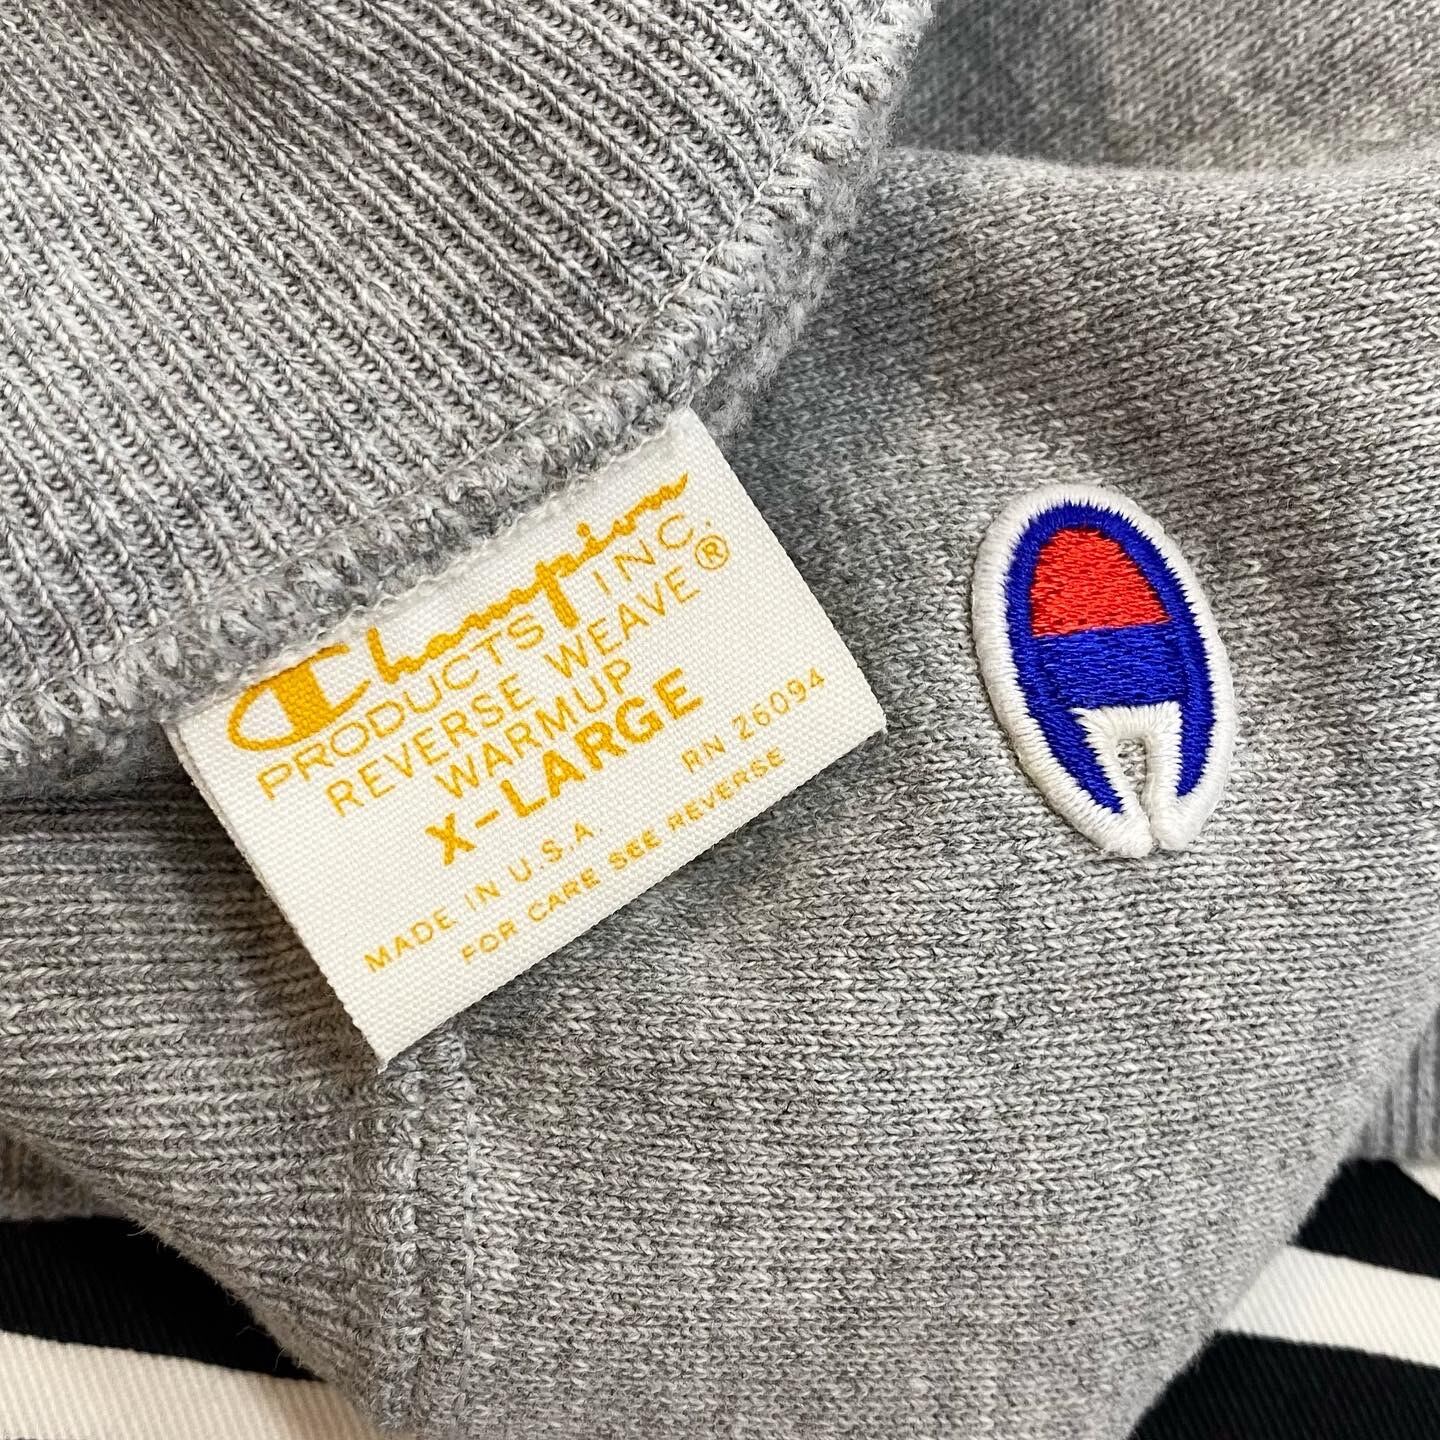 Champion
PRODUCTS INC.
REVERSE WEAVE®
WARMUP
X-LARGE
MADE IN U.S.A. RN 26094
FOR CARE SEE REVERSE